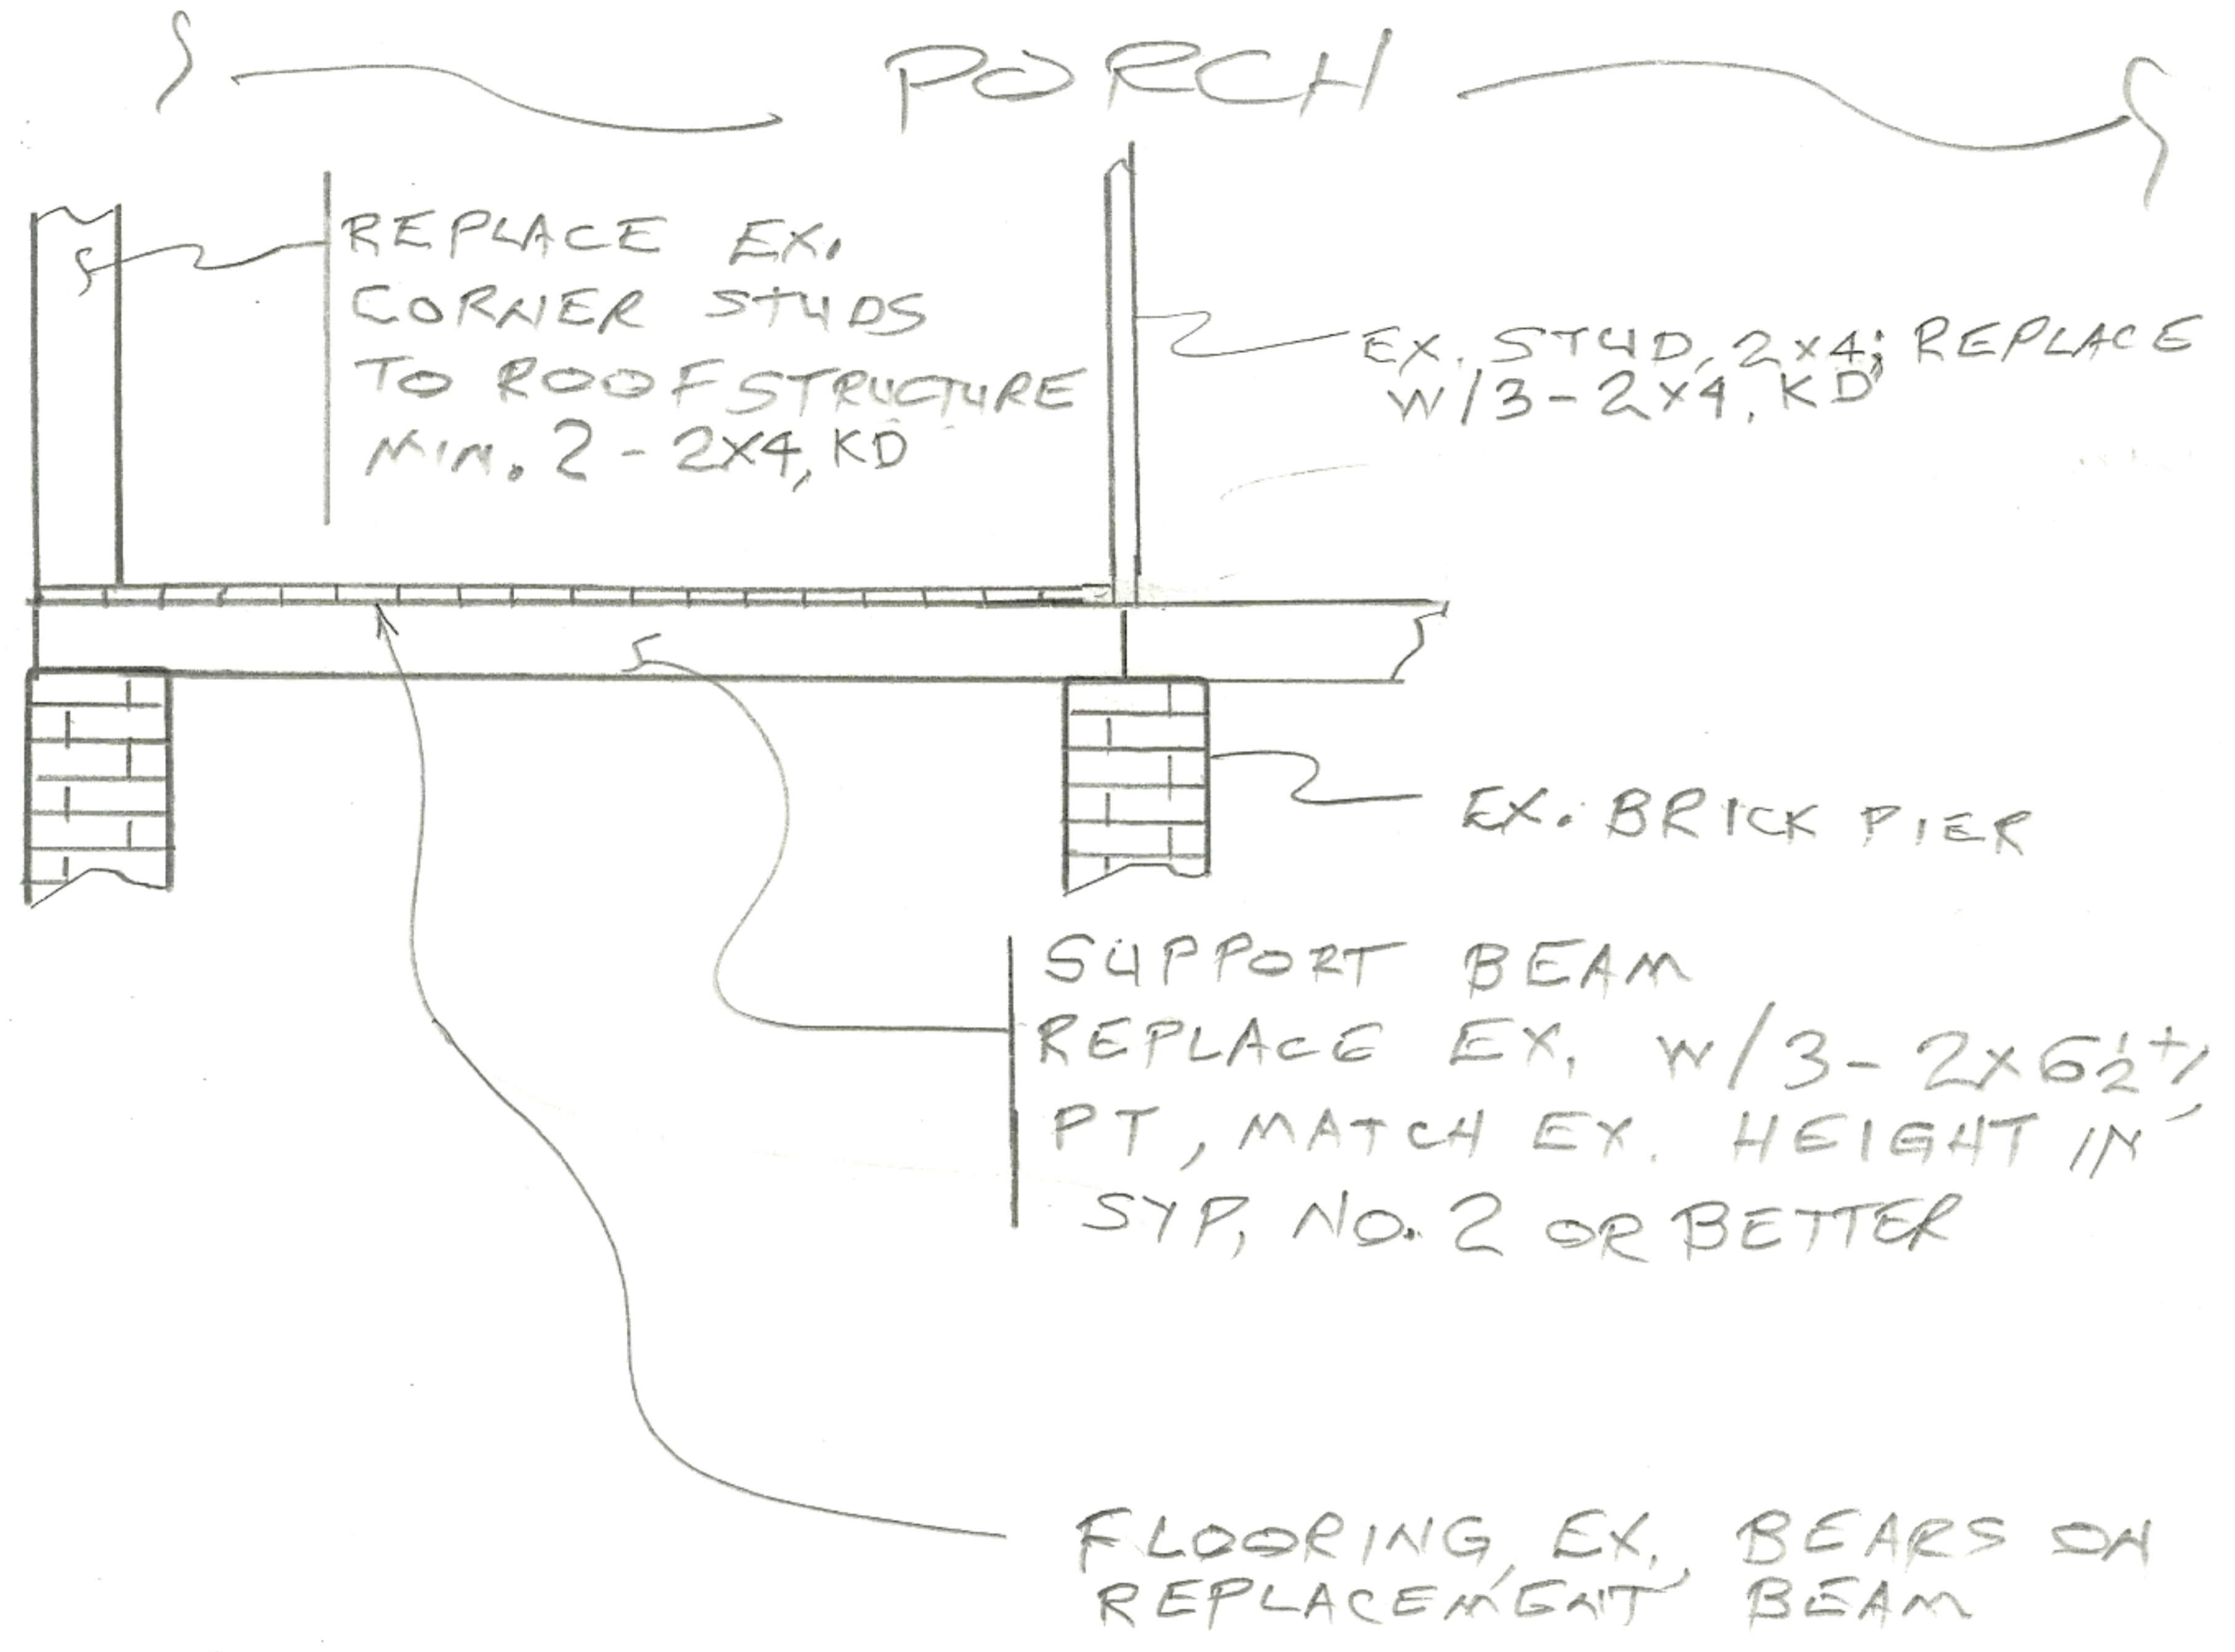 PORCH
REPLACE EX.
CORNER STUDS
TO ROOF STRUCTURE
MIN. 2 - 2X4, KD
EX. STUD, 2X4; REPLACE
W/3 - 2X4, KD
EX. BRICK PIER
SUPPORT BEAM
REPLACE EX. W/3 - 2X6½±,
PT, MATCH EX. HEIGHT IN
SYP, NO. 2 OR BETTER
FLOORING, EX., BEARS ON
REPLACEMENT BEAM